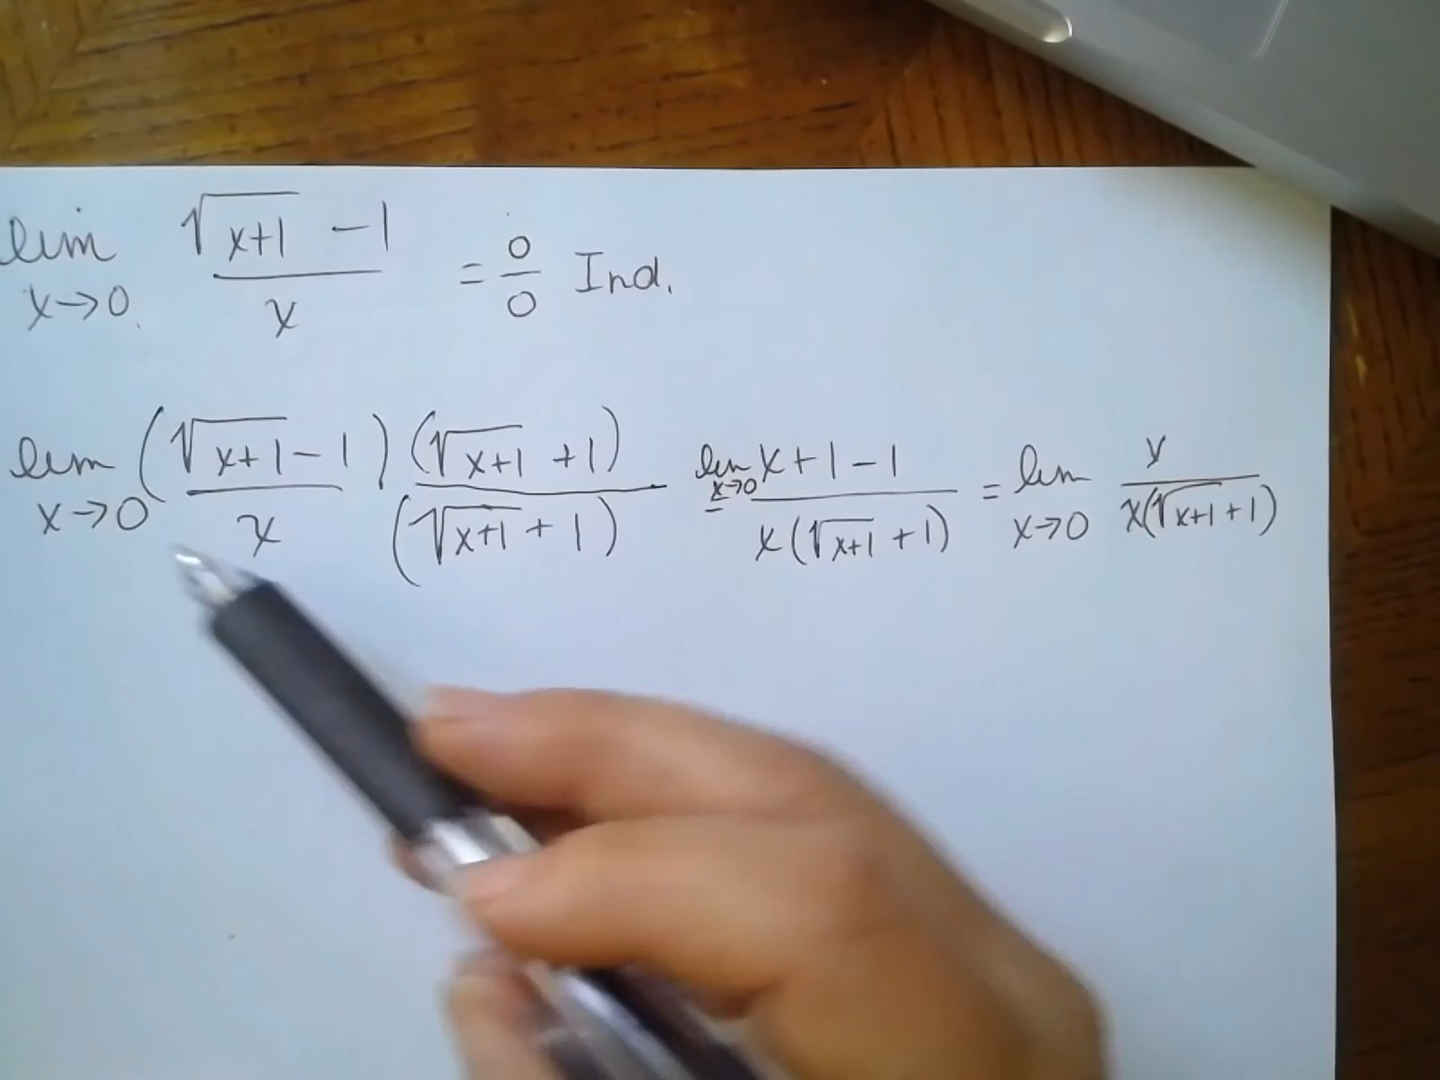 lim x→0 (√(x+1) - 1)/x = 0/0 Ind.
lim x→0 ((√(x+1) - 1)/x) (√(x+1) + 1)/(√(x+1) + 1) = lim x→0 (x+1-1)/(x(√(x+1) + 1)) = lim x→0 x/(x(√(x+1) + 1))